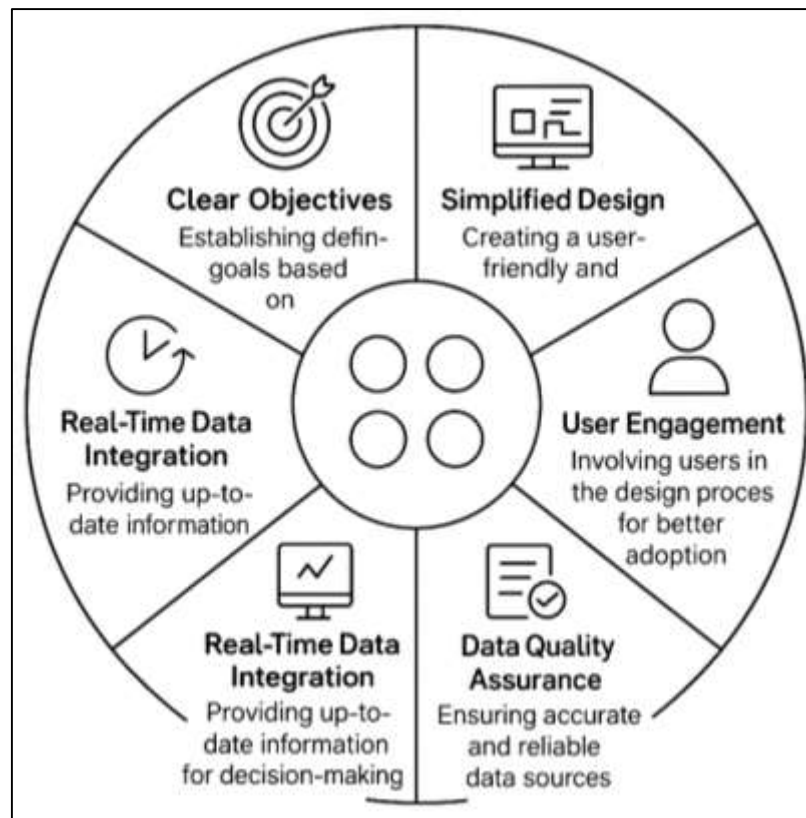 Clear Objectives
Establishing defin-
goals based
on
Simplified Design
Creating a user-
friendly and
User Engagement
Involving users in
the design proces
for better
adoption
Data Quality
Assurance
Ensuring accurate
and reliable
data sources
Real-Time Data
Integration
Providing up-to-
date information
for decision-making
Real-Time Data
Integration
Providing up-to-
date information